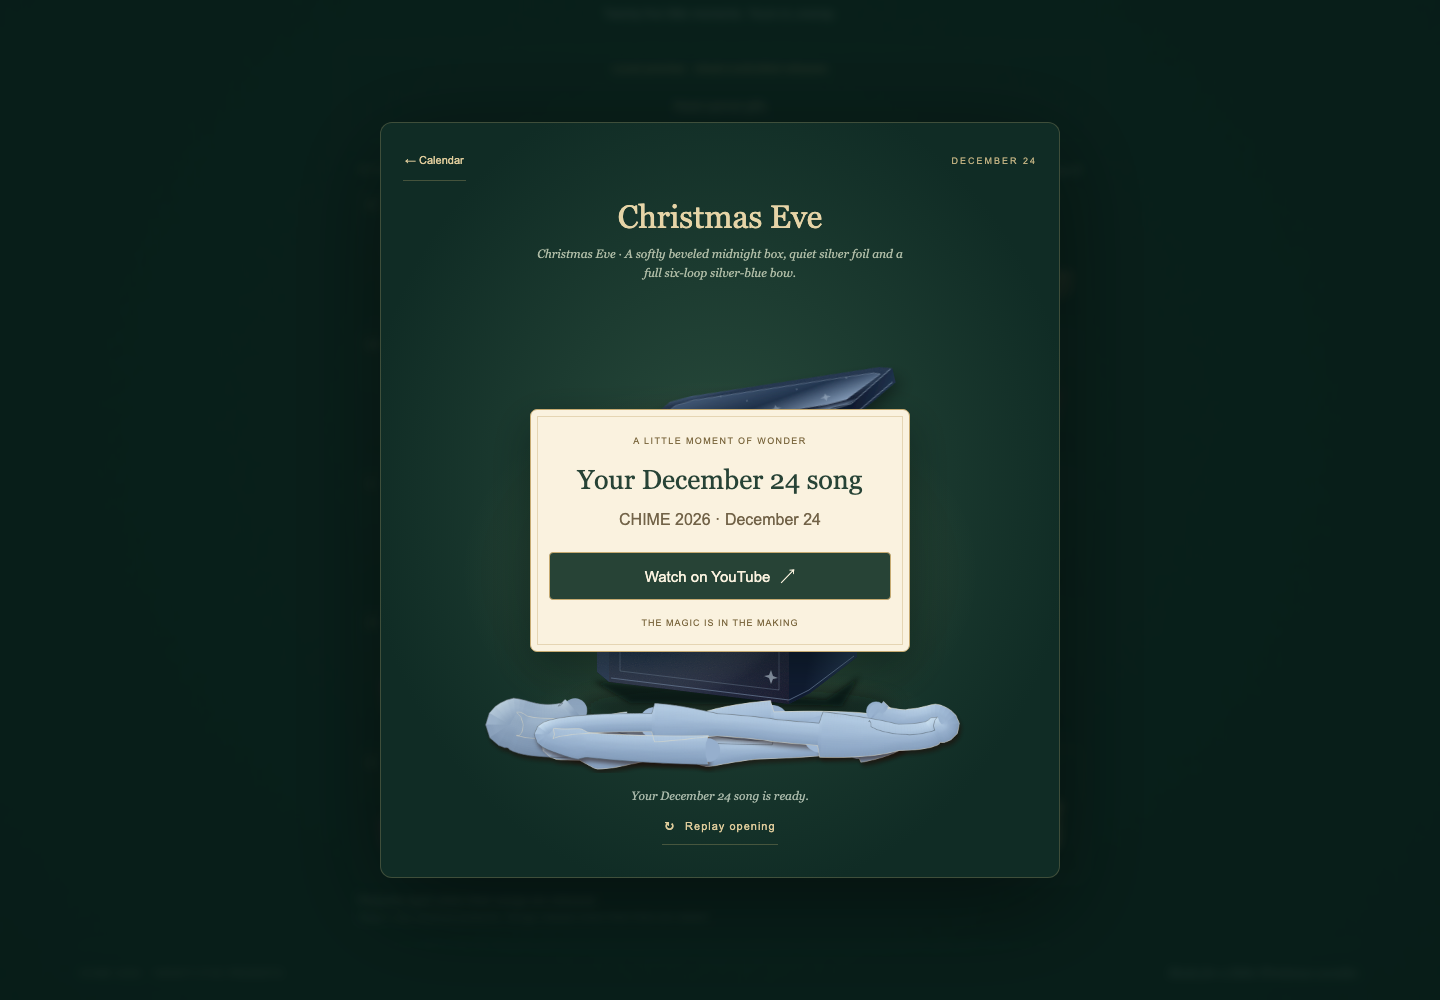 ← Calendar
DECEMBER 24
Christmas Eve
Christmas Eve · A softly beveled midnight box, quiet silver foil and a
full six-loop silver-blue bow.
A LITTLE MOMENT OF WONDER
Your December 24 song
CHIME 2026 · December 24
Watch on YouTube ↗
THE MAGIC IS IN THE MAKING
Your December 24 song is ready.
↻ Replay opening